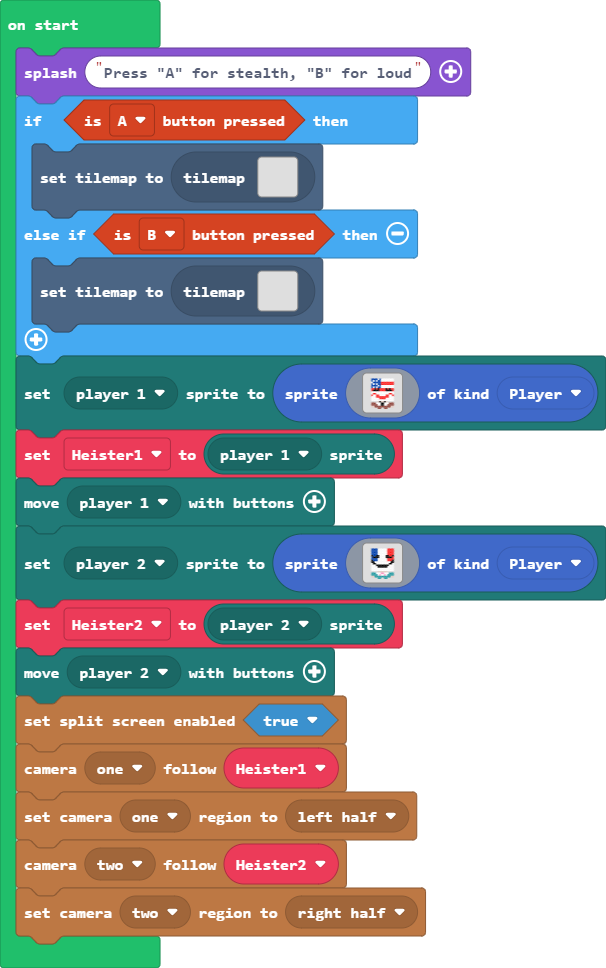 on start
splash "Press "A" for stealth, "B" for loud"
if is A button pressed then
set tilemap to tilemap
else if is B button pressed then
set tilemap to tilemap
set player 1 sprite to sprite of kind Player
set Heister1 to player 1 sprite
move player 1 with buttons
set player 2 sprite to sprite of kind Player
set Heister2 to player 2 sprite
move player 2 with buttons
set split screen enabled true
camera one follow Heister1
set camera one region to left half
camera two follow Heister2
set camera two region to right half